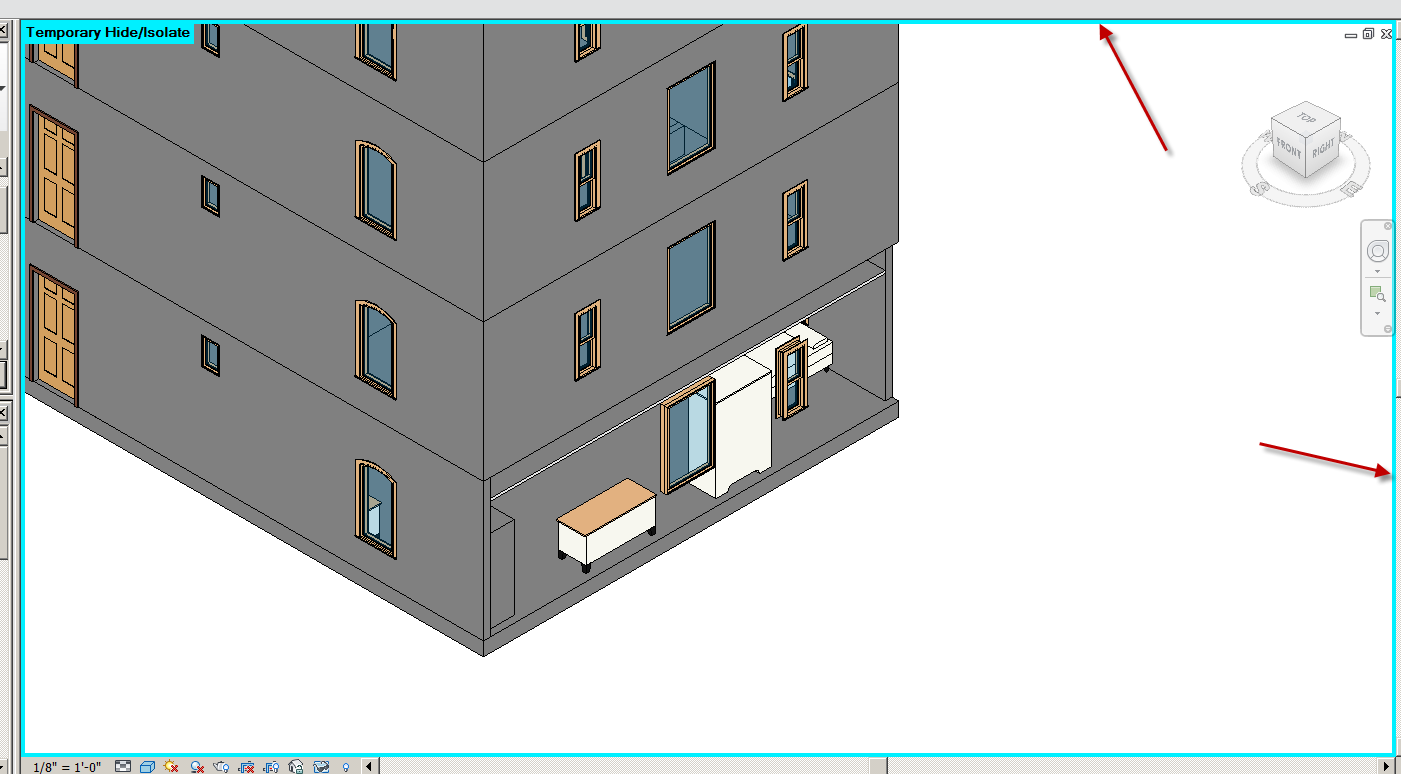 Temporary Hide/Isolate
TOP
FRONT
RIGHT
S
E
1/8" = 1'-0"